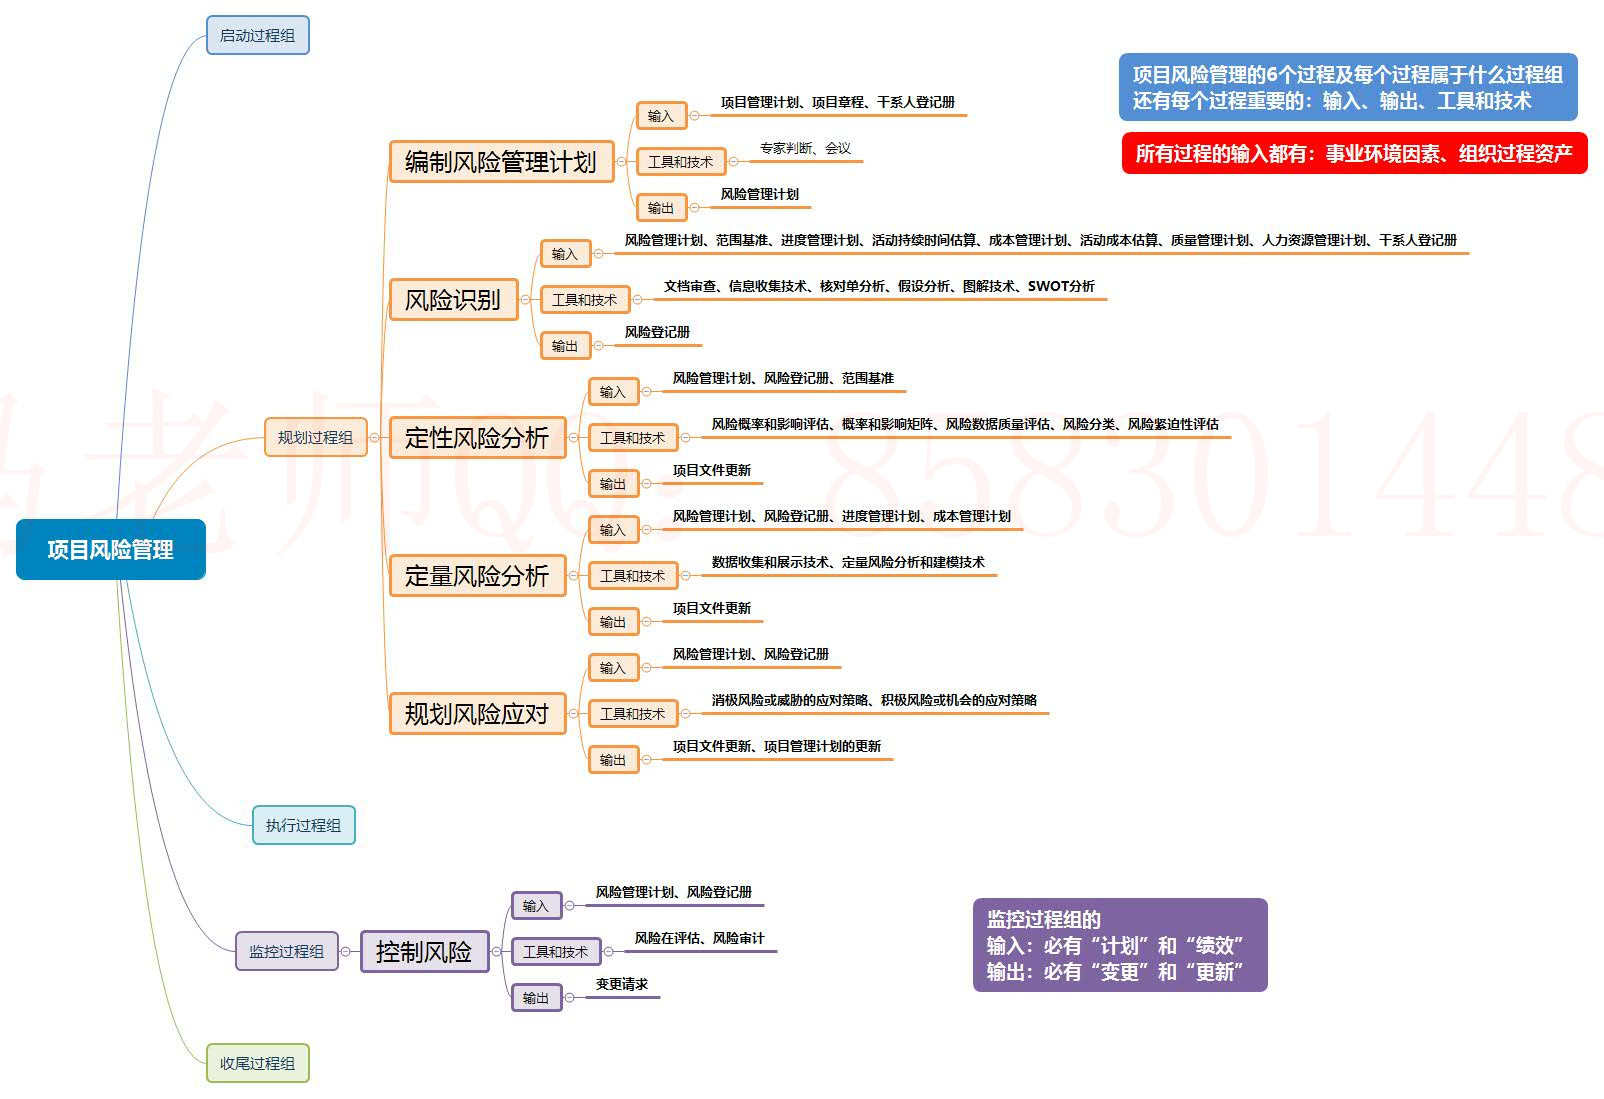 启动过程组
项目风险管理的6个过程及每个过程属于什么过程组
还有每个过程重要的：输入、输出、工具和技术
所有过程的输入都有：事业环境因素、组织过程资产
项目风险管理
规划过程组
编制风险管理计划
输入
项目管理计划、项目章程、干系人登记册
工具和技术
专家判断、会议
输出
风险管理计划
风险识别
输入
风险管理计划、范围基准、进度管理计划、活动持续时间估算、成本管理计划、活动成本估算、质量管理计划、人力资源管理计划、干系人登记册
工具和技术
文档审查、信息收集技术、核对单分析、假设分析、图解技术、SWOT分析
输出
风险登记册
定性风险分析
输入
风险管理计划、风险登记册、范围基准
工具和技术
风险概率和影响评估、概率和影响矩阵、风险数据质量评估、风险分类、风险紧迫性评估
输出
项目文件更新
定量风险分析
输入
风险管理计划、风险登记册、进度管理计划、成本管理计划
工具和技术
数据收集和展示技术、定量风险分析和建模技术
输出
项目文件更新
规划风险应对
输入
风险管理计划、风险登记册
工具和技术
消极风险或威胁的应对策略、积极风险或机会的应对策略
输出
项目文件更新、项目管理计划的更新
执行过程组
监控过程组
控制风险
输入
风险管理计划、风险登记册
工具和技术
风险在评估、风险审计
输出
变更请求
监控过程组的
输入：必有“计划”和“绩效”
输出：必有“变更”和“更新”
收尾过程组
老师QQ：858301448